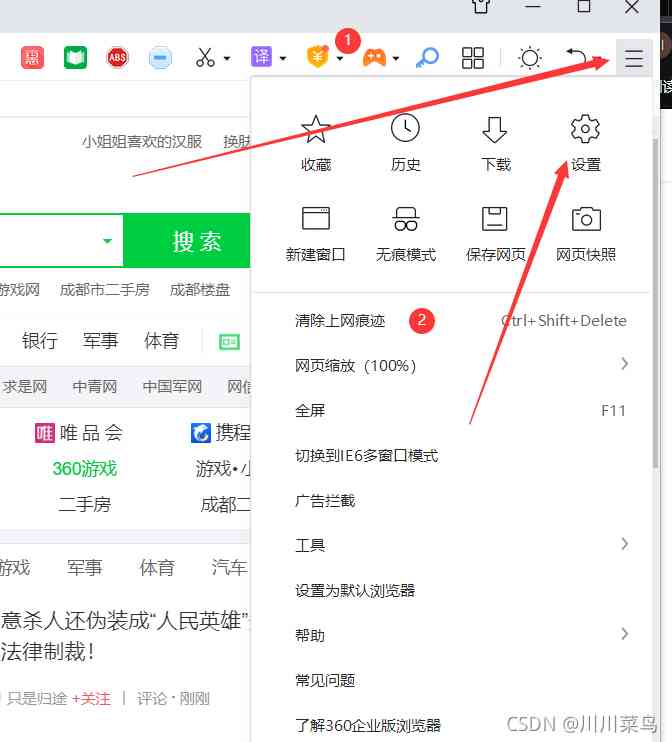 惠
ABS
译
¥
1
小姐姐喜欢的汉服 换肤
收藏 历史 下载 设置
搜索
新建窗口 无痕模式 保存网页 网页快照
游戏网 成都市二手房 成都楼盘
清除上网痕迹 2 Ctrl+Shift+Delete
银行 军事 体育
网页缩放（100%）
求是网 中青网 中国军网 网信
全屏 F11
唯 唯品会 携程
切换到IE6多窗口模式
360游戏 游戏•小
二手房 成都二
广告拦截
工具
游戏 军事 体育 汽车
设置为默认浏览器
意杀人还伪装成“人民英雄”
帮助
法律制裁！
常见问题
只是归途 +关注 | 评论 · 刚刚
了解360企业版浏览器
CSDN @川川菜鸟